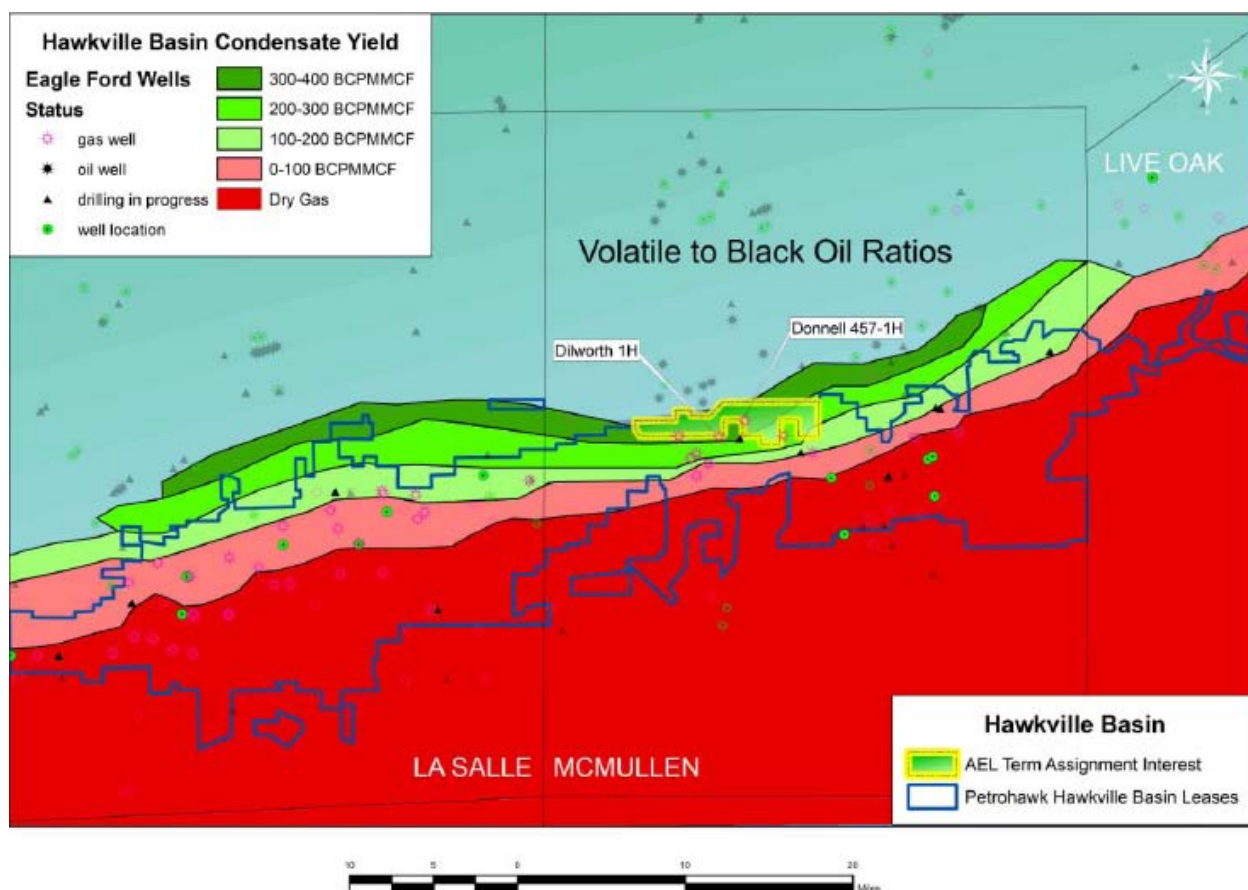 Hawkville Basin Condensate Yield
Eagle Ford Wells
Status
gas well
oil well
drilling in progress
well location
300-400 BCPMMCF
200-300 BCPMMCF
100-200 BCPMMCF
0-100 BCPMMCF
Dry Gas
LIVE OAK
Volatile to Black Oil Ratios
Donnell 457-1H
Dilworth 1H
LA SALLE MCMULLEN
Hawkville Basin
AEL Term Assignment Interest
Petrohawk Hawkville Basin Leases
10 5 0 10 20
Miles